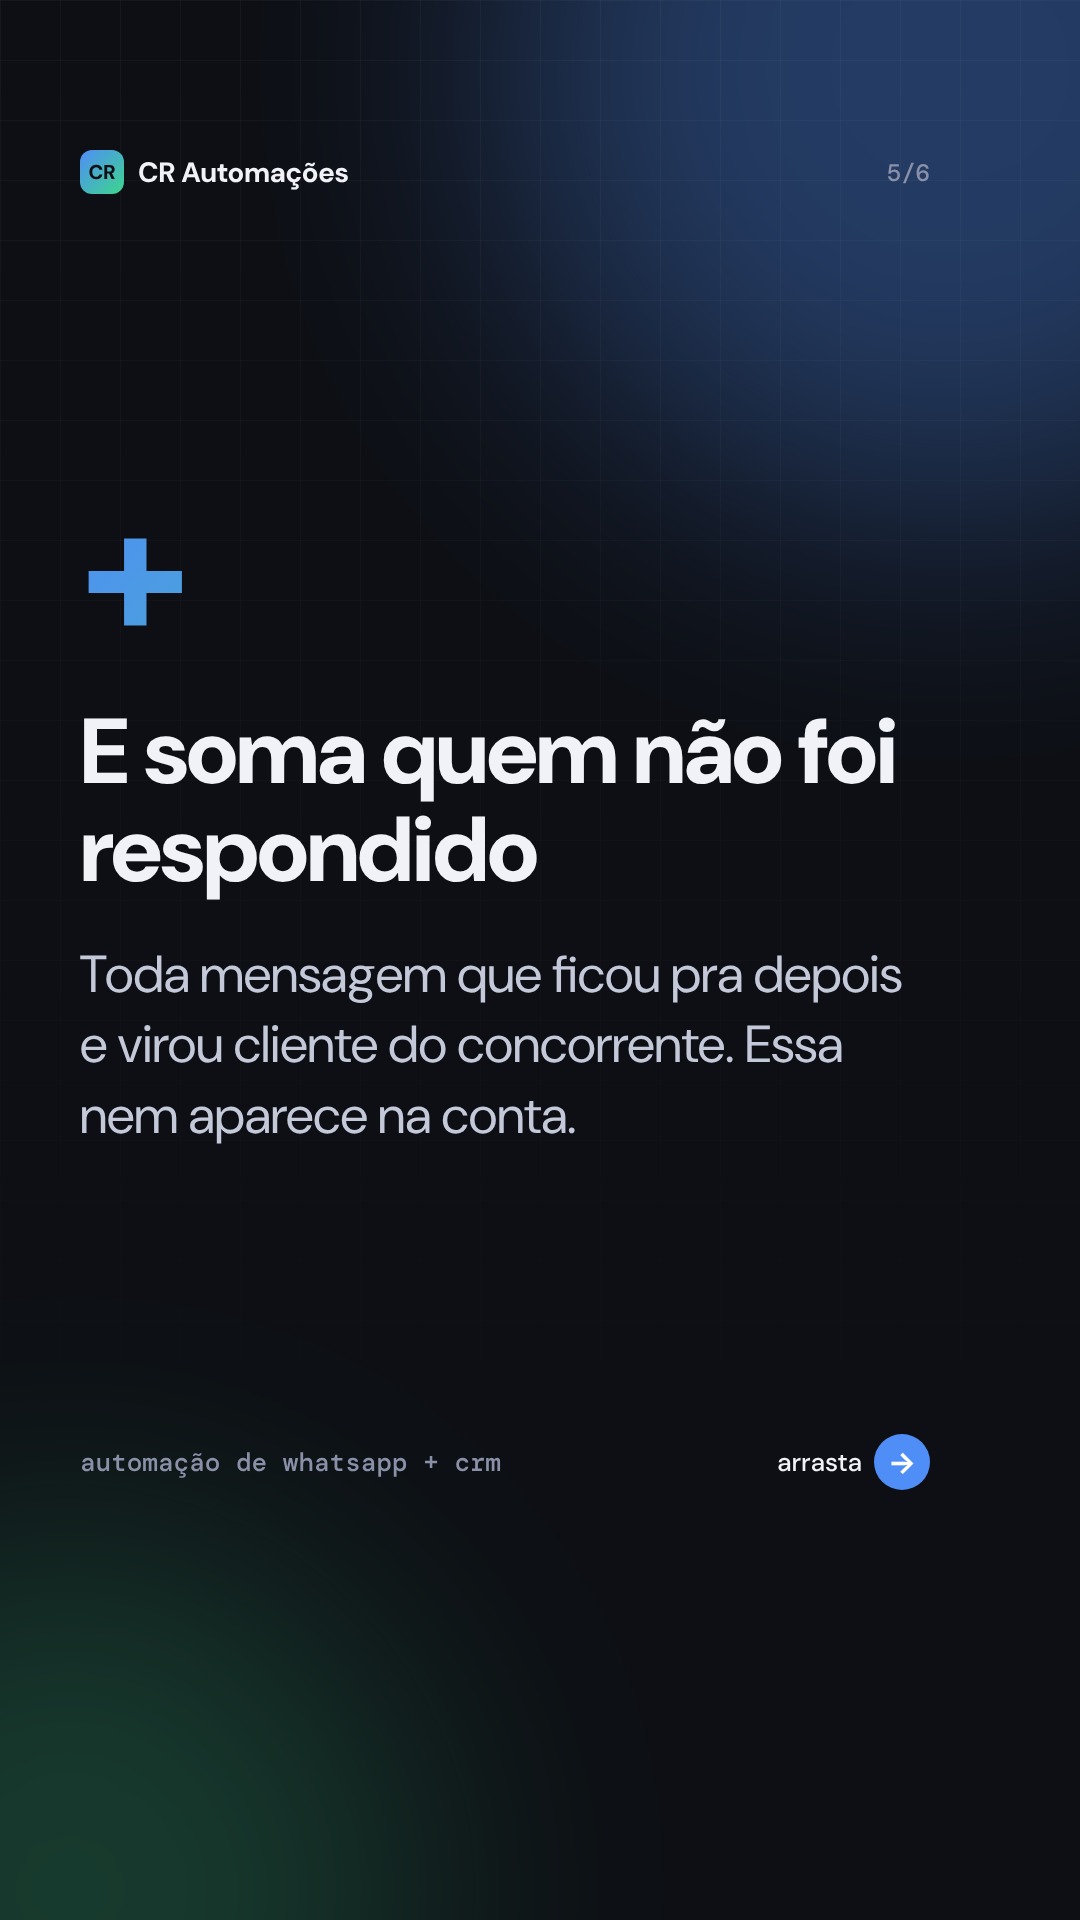 CR CR Automações
5/6
+
E soma quem não foi
respondido
Toda mensagem que ficou pra depois
e virou cliente do concorrente. Essa
nem aparece na conta.
automação de whatsapp + crm
arrasta →